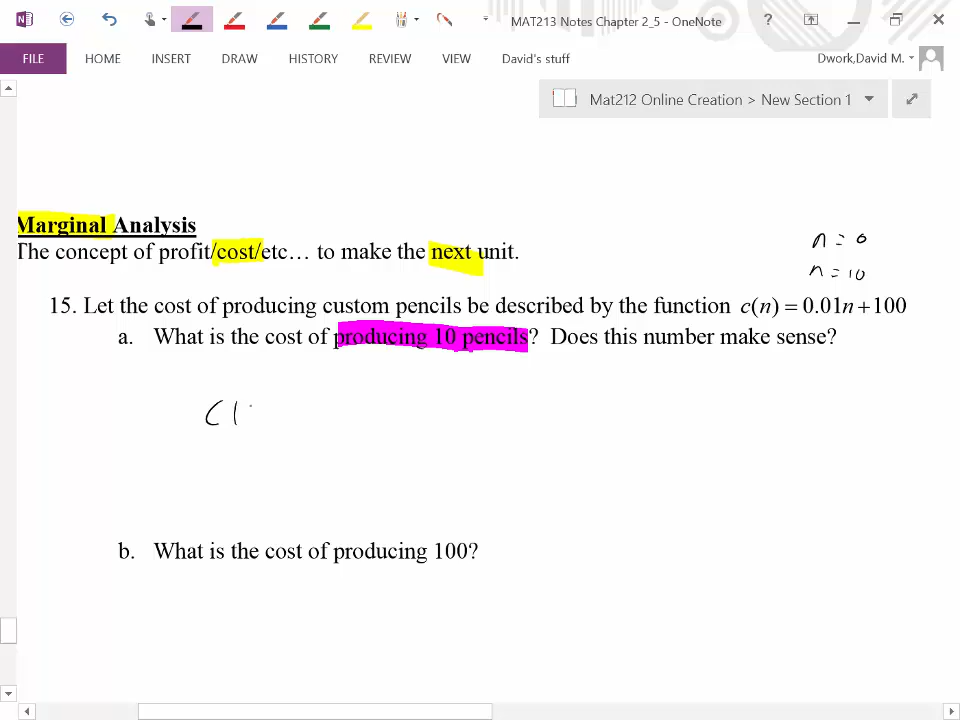 MAT213 Notes Chapter 2_5 - OneNote
?
FILE HOME INSERT DRAW HISTORY REVIEW VIEW David's stuff
Dwork,David M.
Mat212 Online Creation > New Section 1
Marginal Analysis
The concept of profit/cost/etc… to make the next unit.
n = 0
n = 10
15. Let the cost of producing custom pencils be described by the function c(n) = 0.01n + 100
a. What is the cost of producing 10 pencils? Does this number make sense?
C(
b. What is the cost of producing 100?